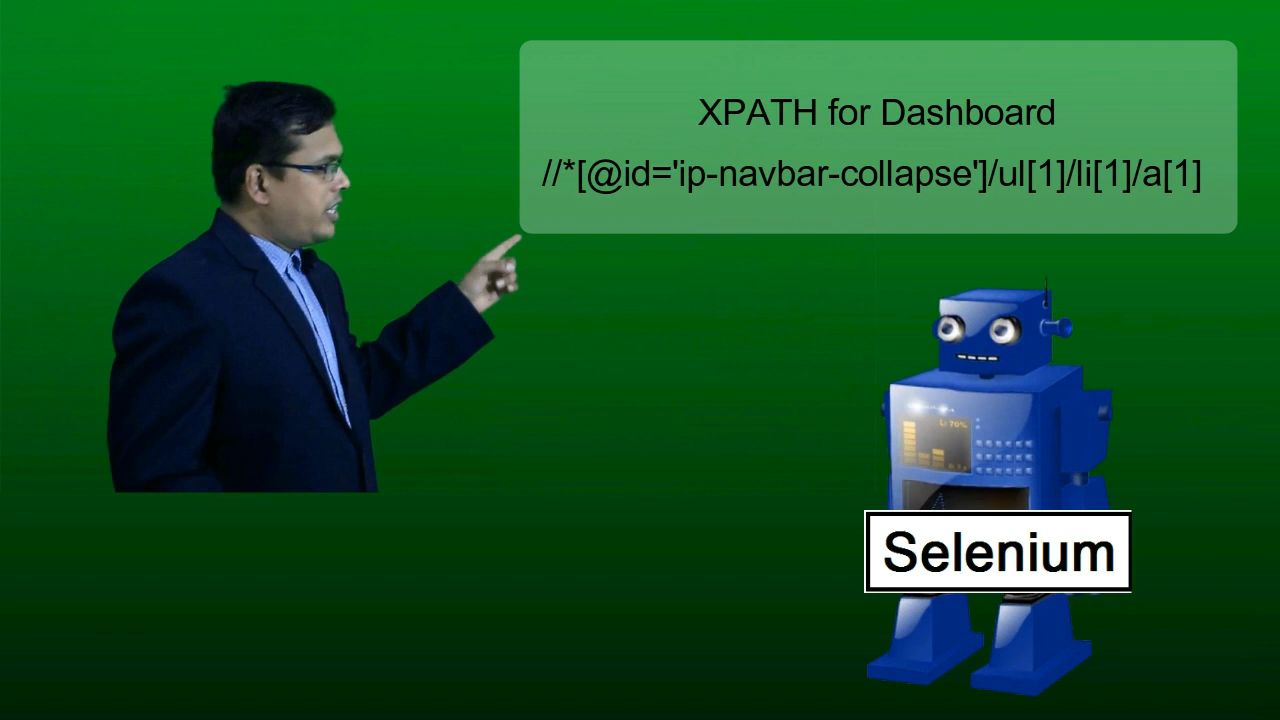 XPATH for Dashboard
//*[@id='ip-navbar-collapse']/ul[1]/li[1]/a[1]
Selenium